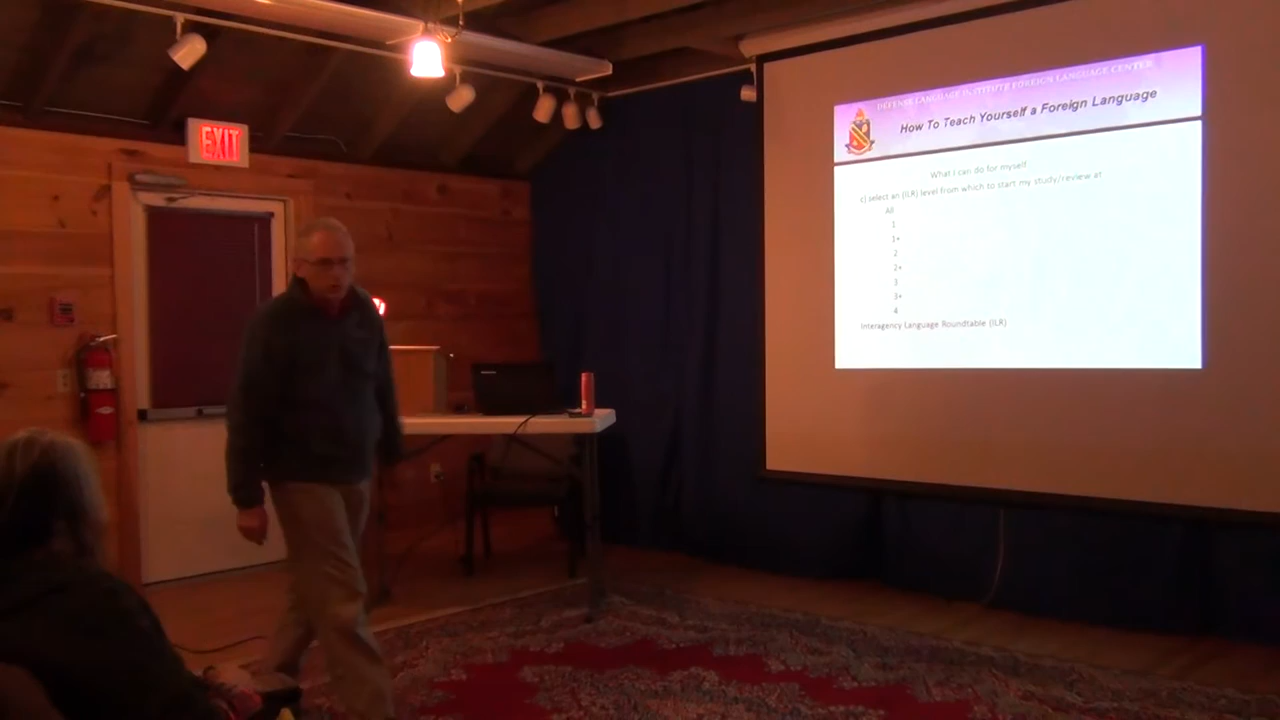 EXIT
DEFENSE LANGUAGE INSTITUTE FOREIGN LANGUAGE CENTER
How To Teach Yourself a Foreign Language
What I can do for myself
c) select an (ILR) level from which to start my study/review at
All
1
1+
2
2+
3
3+
4
Interagency Language Roundtable (ILR)